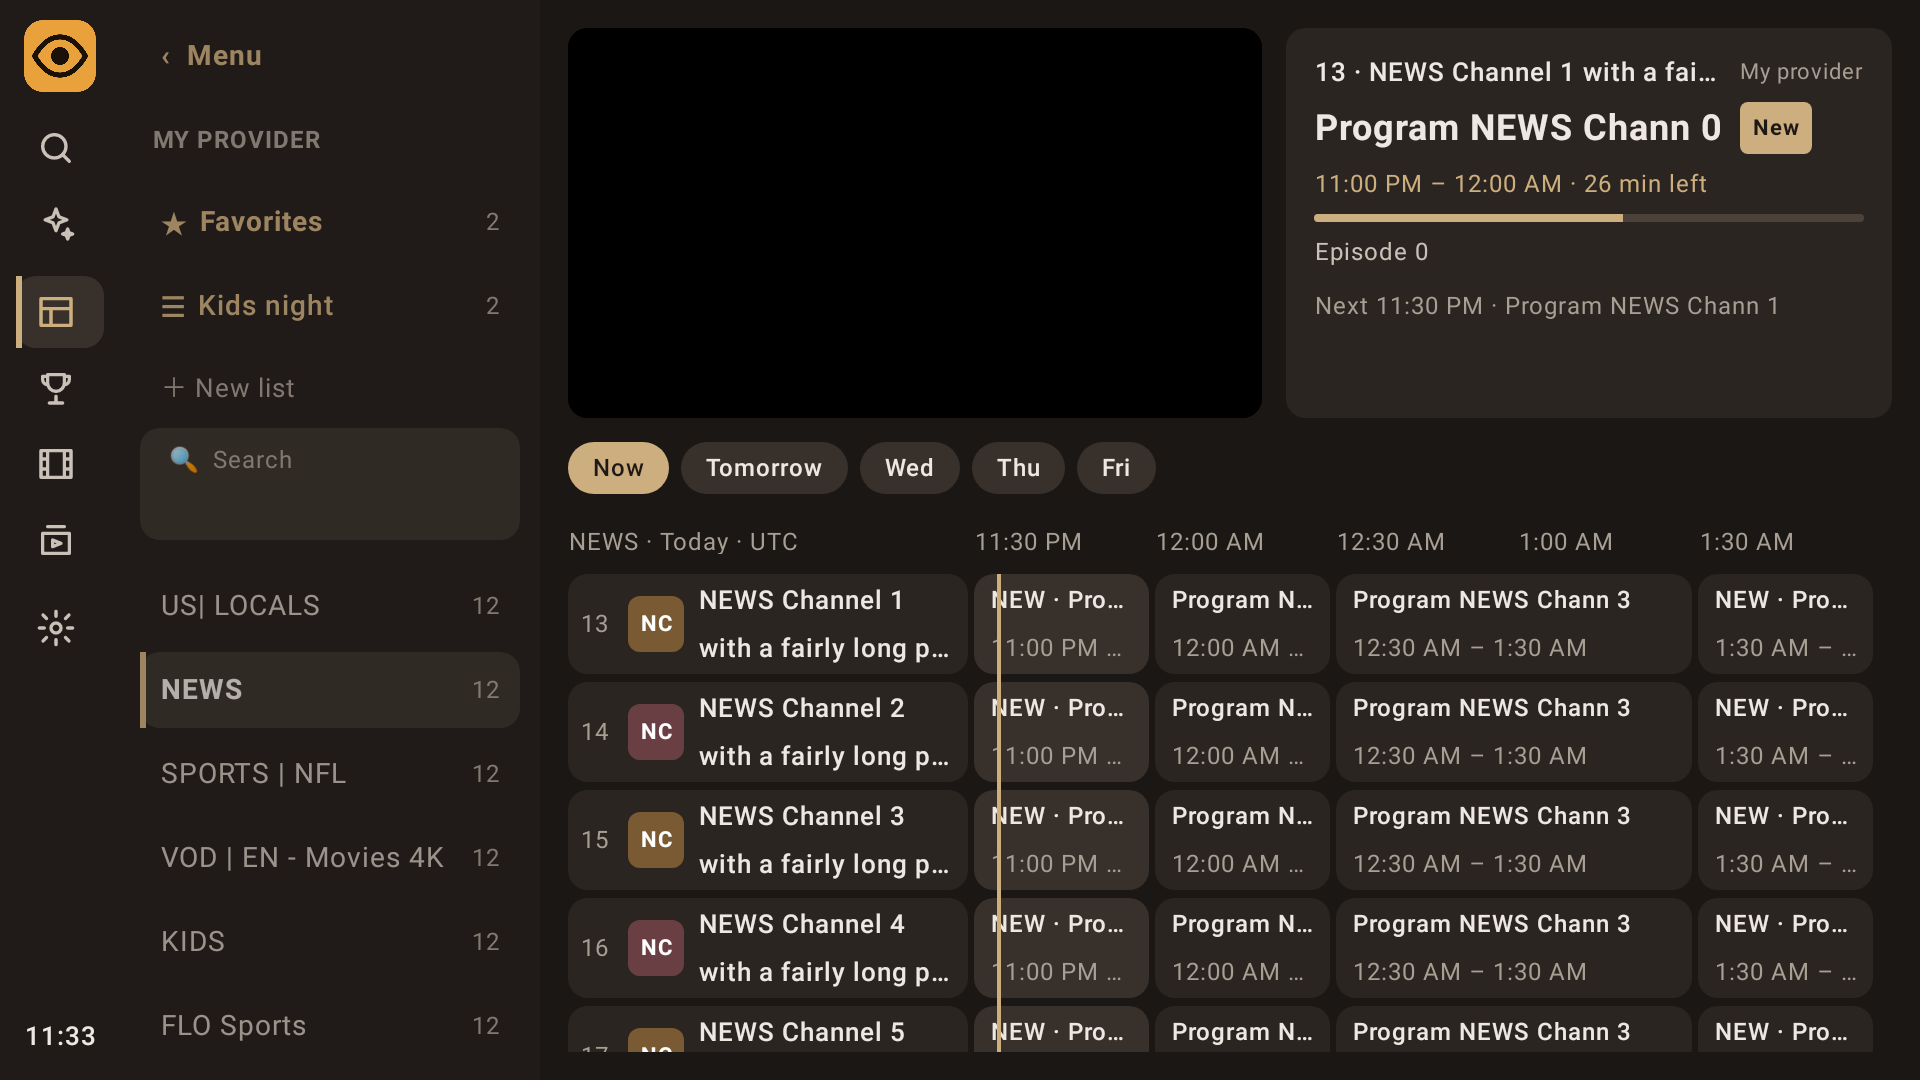 ‹ Menu
MY PROVIDER
★ Favorites 2
☰ Kids night 2
+ New list
🔍 Search
US| LOCALS 12
NEWS 12
SPORTS | NFL 12
VOD | EN - Movies 4K 12
KIDS 12
FLO Sports 12
11:33
13 · NEWS Channel 1 with a fai… My provider
Program NEWS Chann 0 New
11:00 PM – 12:00 AM · 26 min left
Episode 0
Next 11:30 PM · Program NEWS Chann 1
Now Tomorrow Wed Thu Fri
NEWS · Today · UTC 11:30 PM 12:00 AM 12:30 AM 1:00 AM 1:30 AM
13 NC NEWS Channel 1 NEW · Pro… Program N… Program NEWS Chann 3 NEW · Pro…
with a fairly long p… 11:00 PM … 12:00 AM … 12:30 AM – 1:30 AM 1:30 AM – …
14 NC NEWS Channel 2 NEW · Pro… Program N… Program NEWS Chann 3 NEW · Pro…
with a fairly long p… 11:00 PM … 12:00 AM … 12:30 AM – 1:30 AM 1:30 AM – …
15 NC NEWS Channel 3 NEW · Pro… Program N… Program NEWS Chann 3 NEW · Pro…
with a fairly long p… 11:00 PM … 12:00 AM … 12:30 AM – 1:30 AM 1:30 AM – …
16 NC NEWS Channel 4 NEW · Pro… Program N… Program NEWS Chann 3 NEW · Pro…
with a fairly long p… 11:00 PM … 12:00 AM … 12:30 AM – 1:30 AM 1:30 AM – …
17 NC NEWS Channel 5 NEW · Pro… Program N… Program NEWS Chann 3 NEW · Pro…